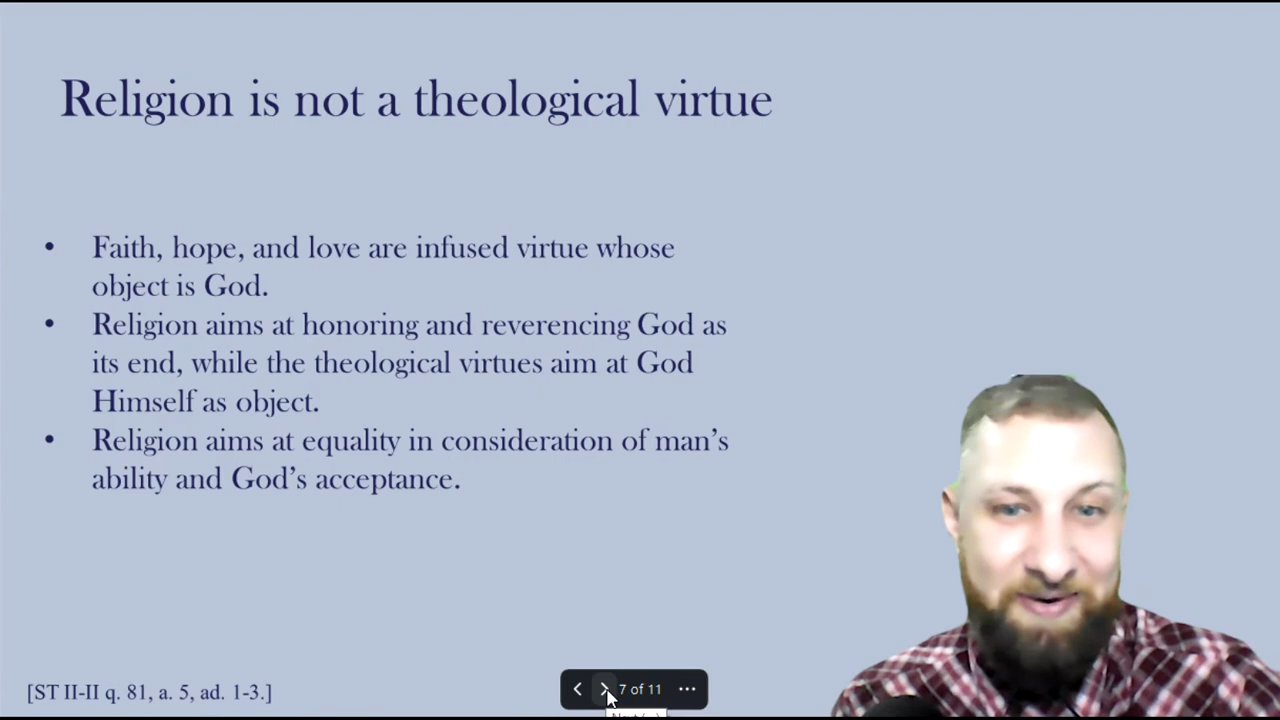 Religion is not a theological virtue
• Faith, hope, and love are infused virtue whose
object is God.
• Religion aims at honoring and reverencing God as
its end, while the theological virtues aim at God
Himself as object.
• Religion aims at equality in consideration of man’s
ability and God’s acceptance.
[ST II-II q. 81, a. 5, ad. 1-3.]
7 of 11